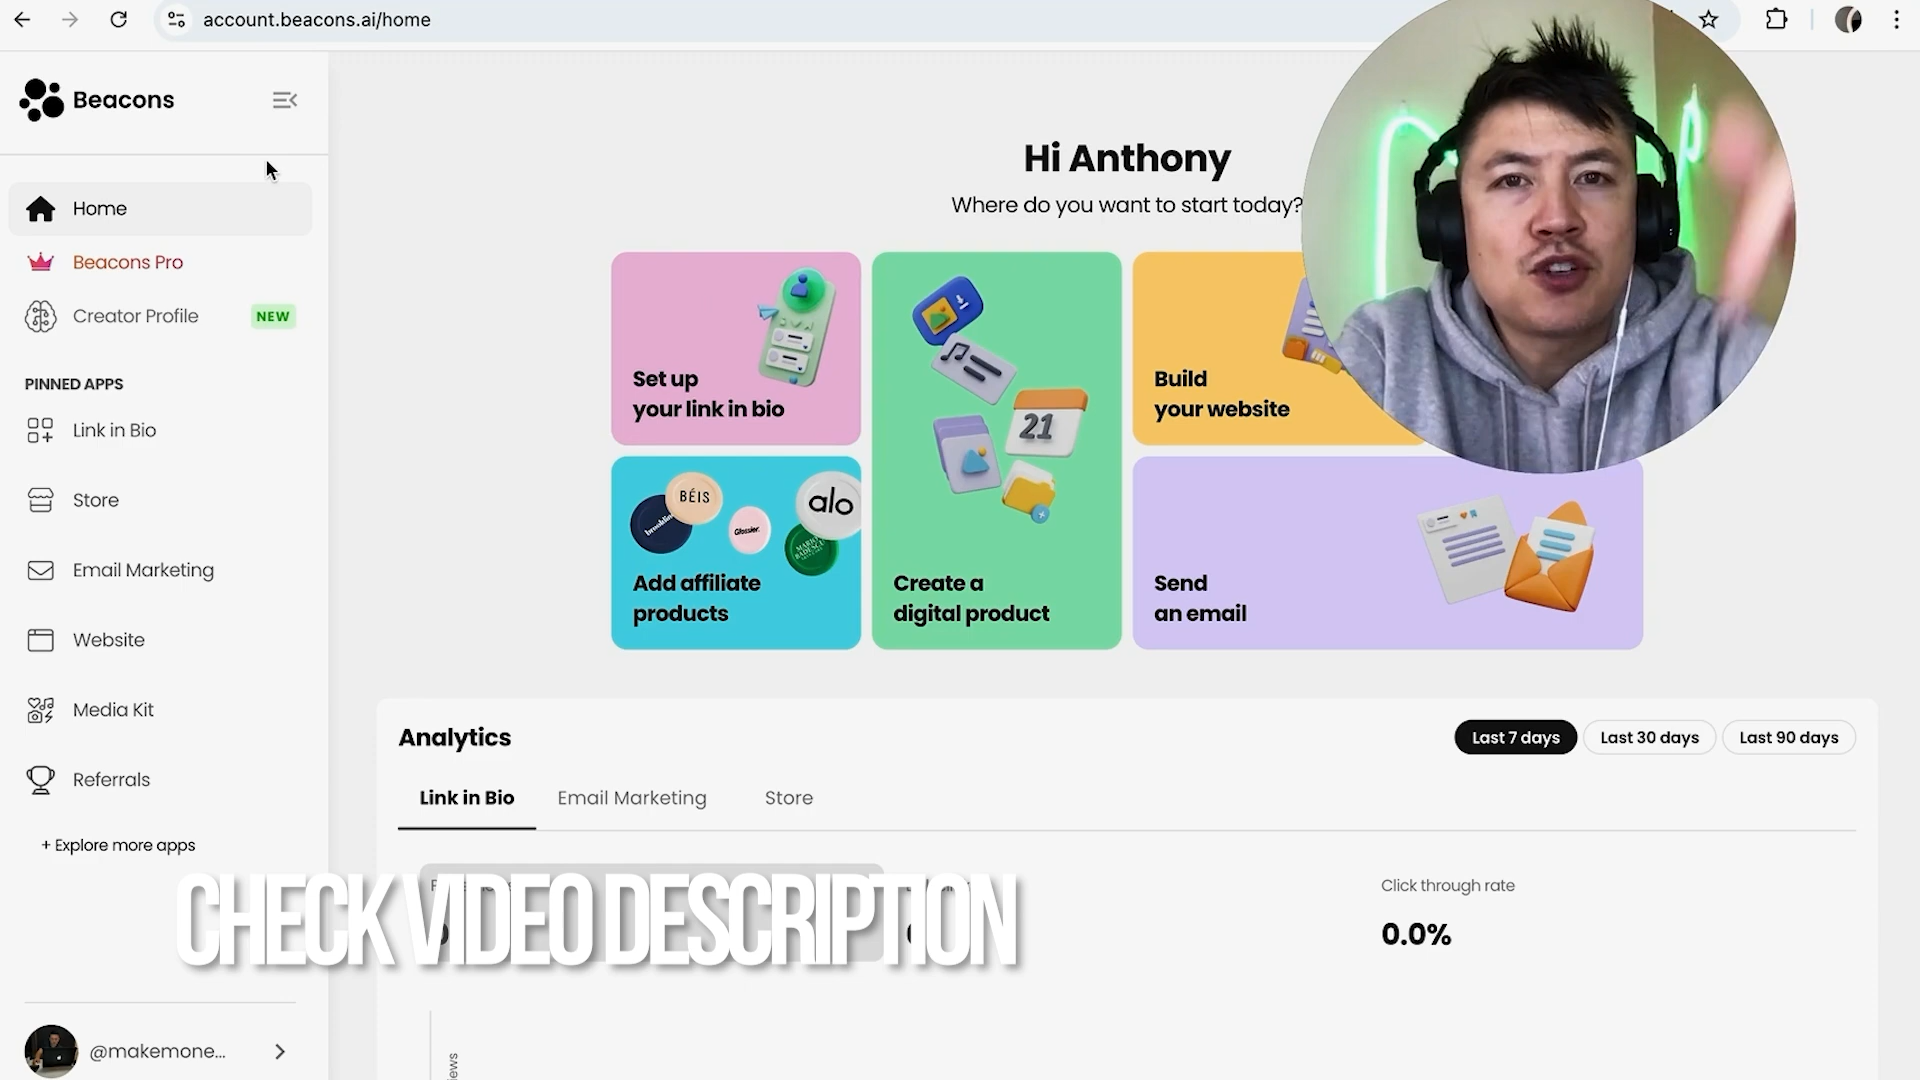 account.beacons.ai/home
Beacons
Home
Beacons Pro
Creator Profile
NEW
PINNED APPS
Link in Bio
Store
Email Marketing
Website
Media Kit
Referrals
+ Explore more apps
@makemone...
Hi Anthony
Where do you want to start today?
Set up
your link in bio
BÉIS
alo
Glossier.
Add affiliate
products
21
Create a
digital product
Build
your website
Send
an email
Analytics
Last 7 days
Last 30 days
Last 90 days
Link in Bio
Email Marketing
Store
Click through rate
0.0%
CHECK VIDEO DESCRIPTION